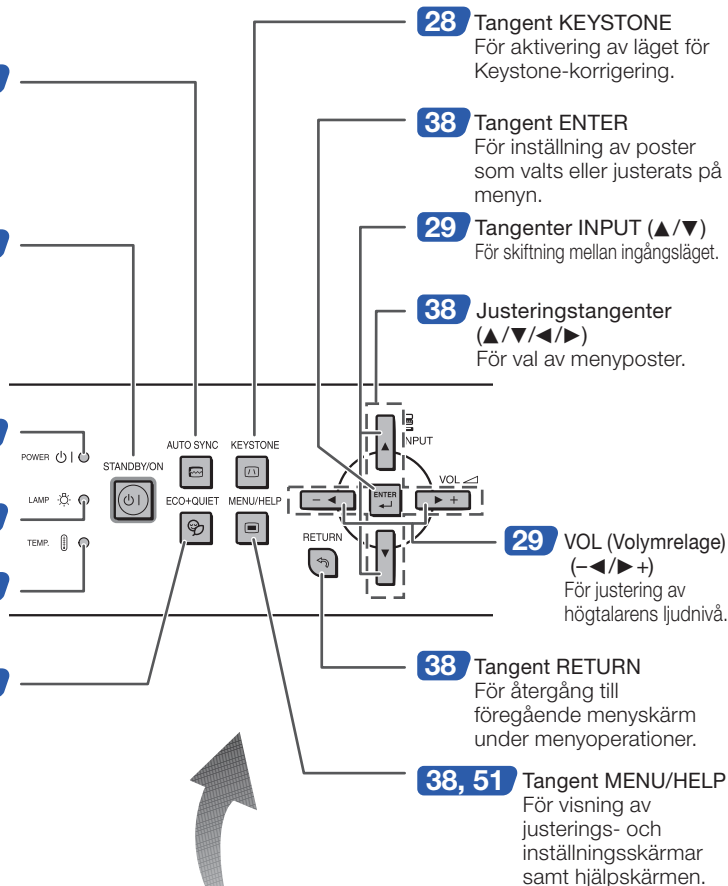 28 Tangent KEYSTONE
För aktivering av läget för
Keystone-korrigering.
38 Tangent ENTER
För inställning av poster
som valts eller justerats på
menyn.
29 Tangenter INPUT (▲/▼)
För skiftning mellan ingångsläget.
38 Justeringstangenter
(▲/▼/◄/►)
För val av menyposter.
POWER
STANDBY/ON
LAMP
TEMP.
AUTO SYNC KEYSTONE
ECO+QUIET MENU/HELP
NPUT
VOL
– ◄ ENTER ► +
RETURN
29 VOL (Volymrelage)
(–◄/► +)
För justering av
högtalarens ljudnivå.
38 Tangent RETURN
För återgång till
föregående menyskärm
under menyoperationer.
38, 51 Tangent MENU/HELP
För visning av
justerings- och
inställningsskärmar
samt hjälpskärmen.